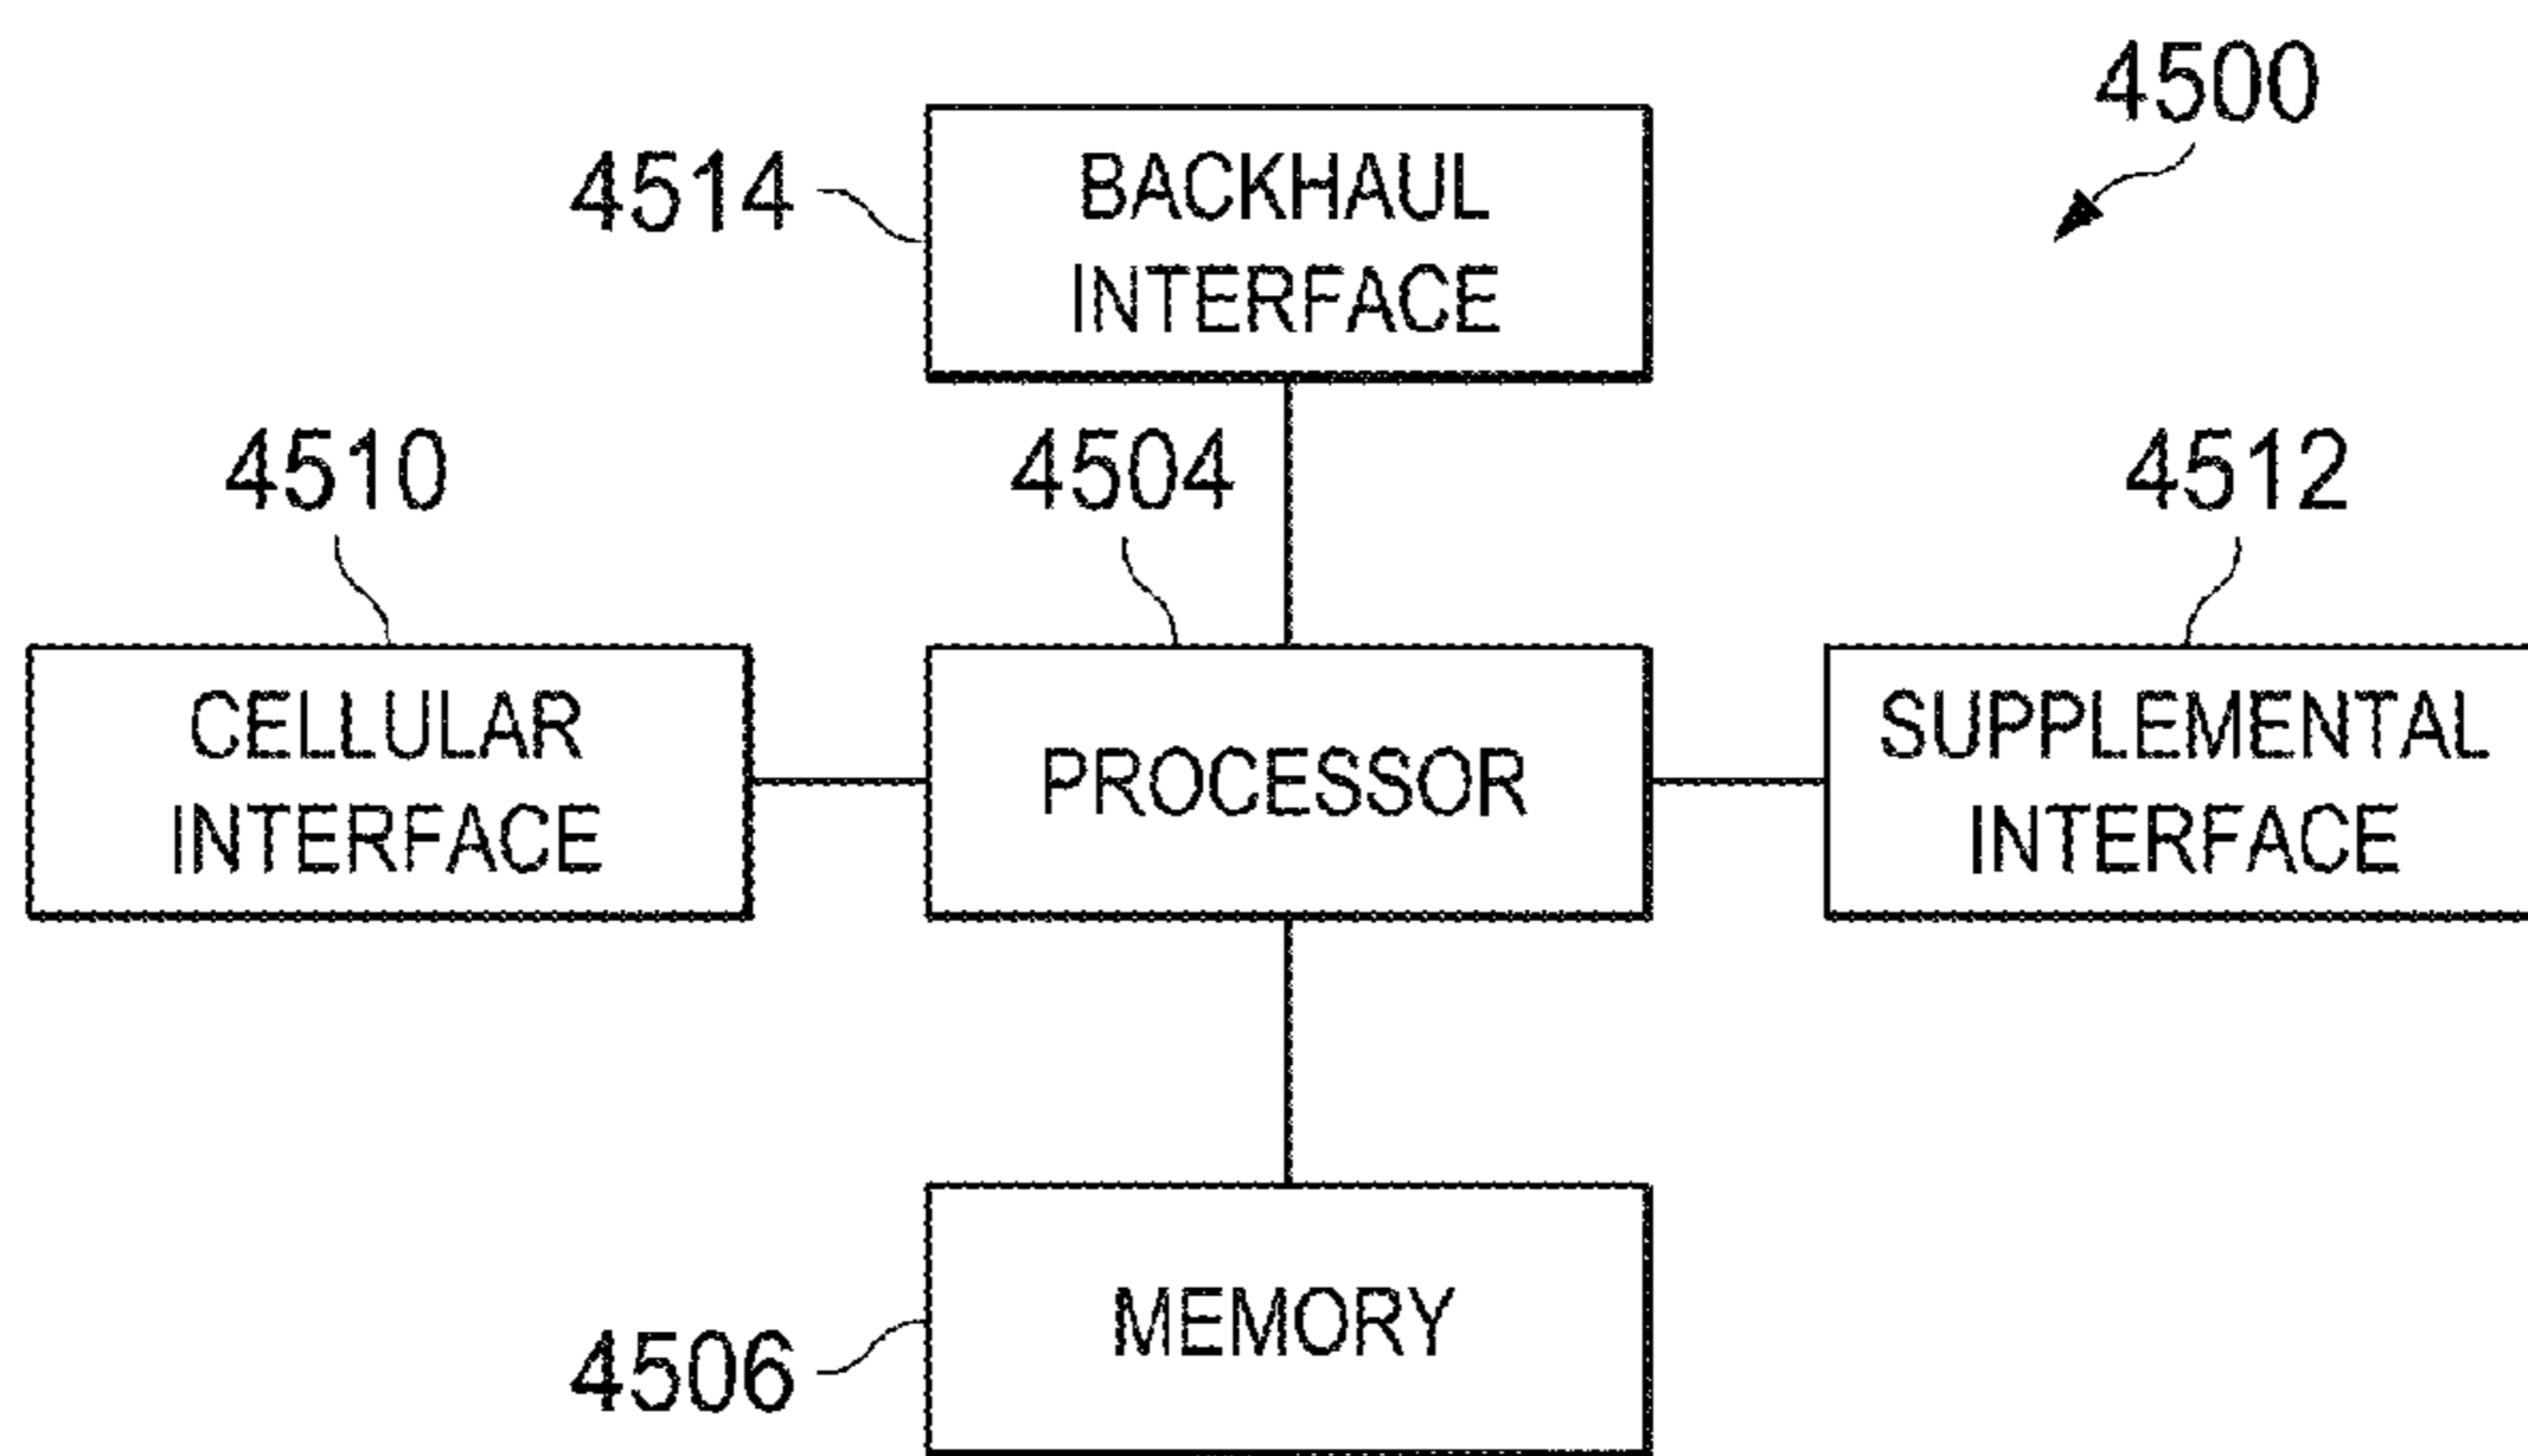 4500
4514
BACKHAUL
INTERFACE
4510
4504
4512
CELLULAR
INTERFACE
PROCESSOR
SUPPLEMENTAL
INTERFACE
MEMORY
4506